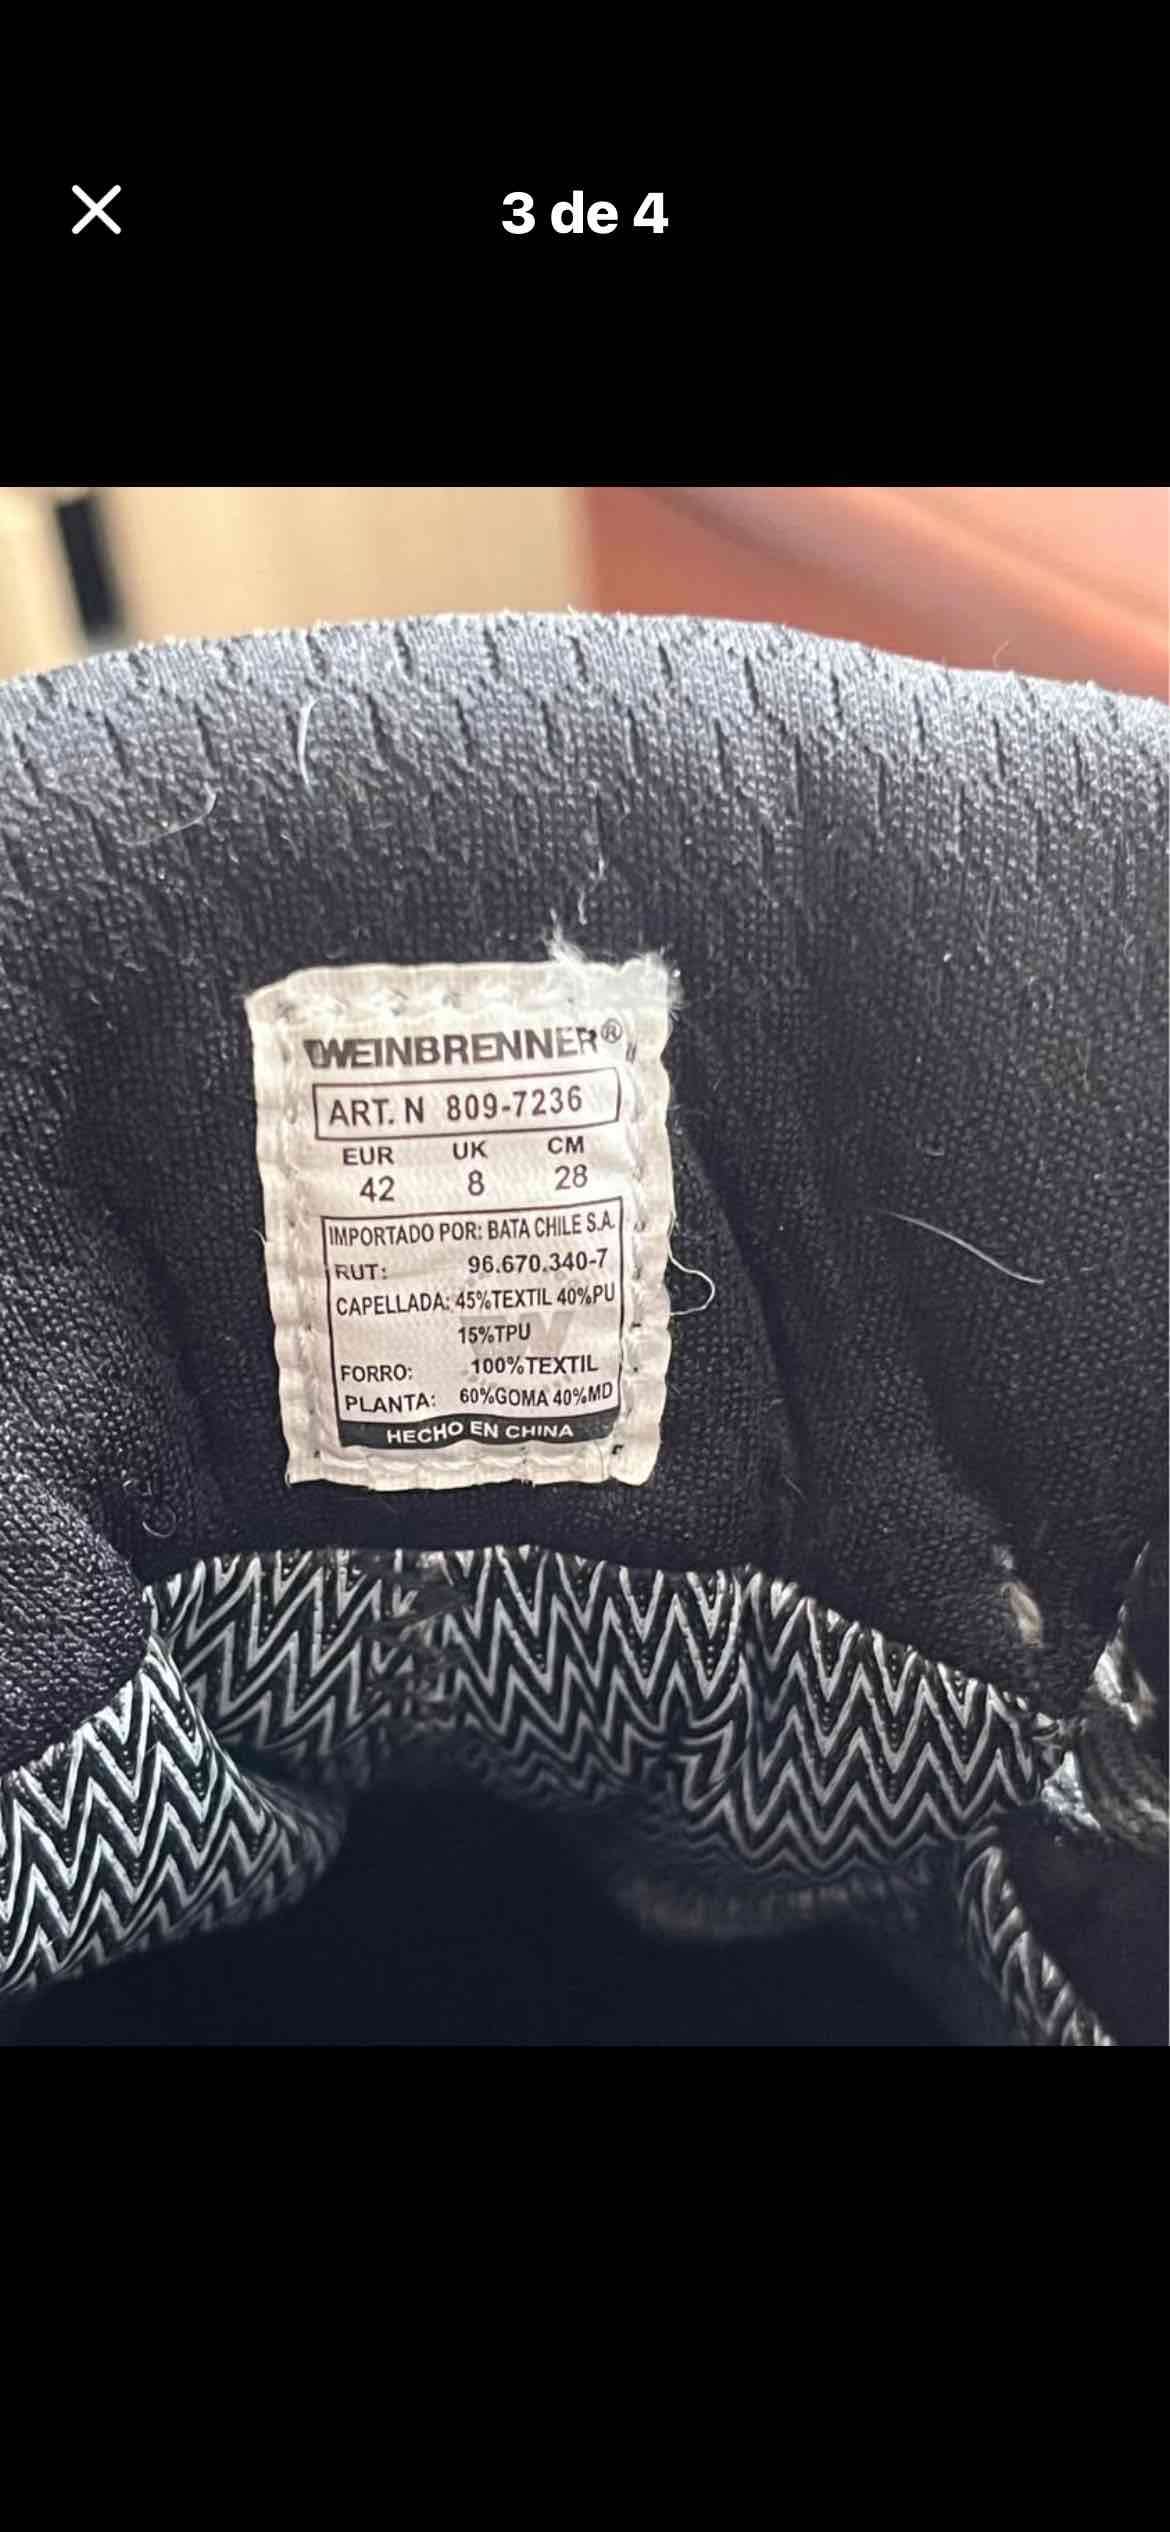 3 de 4
WEINBRENNER®
ART. N 809-7236
EUR UK CM
42 8 28
IMPORTADO POR: BATA CHILE S.A.
RUT: 96.670.340-7
CAPELLADA: 45%TEXTIL 40%PU
15%TPU
FORRO: 100%TEXTIL
PLANTA: 60%GOMA 40%MD
HECHO EN CHINA